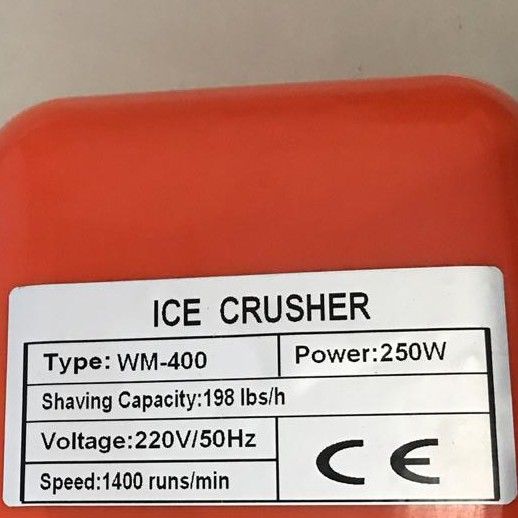 ICE CRUSHER
Type: WM-400
Power:250W
Shaving Capacity:198 lbs/h
Voltage:220V/50Hz
Speed:1400 runs/min
CE